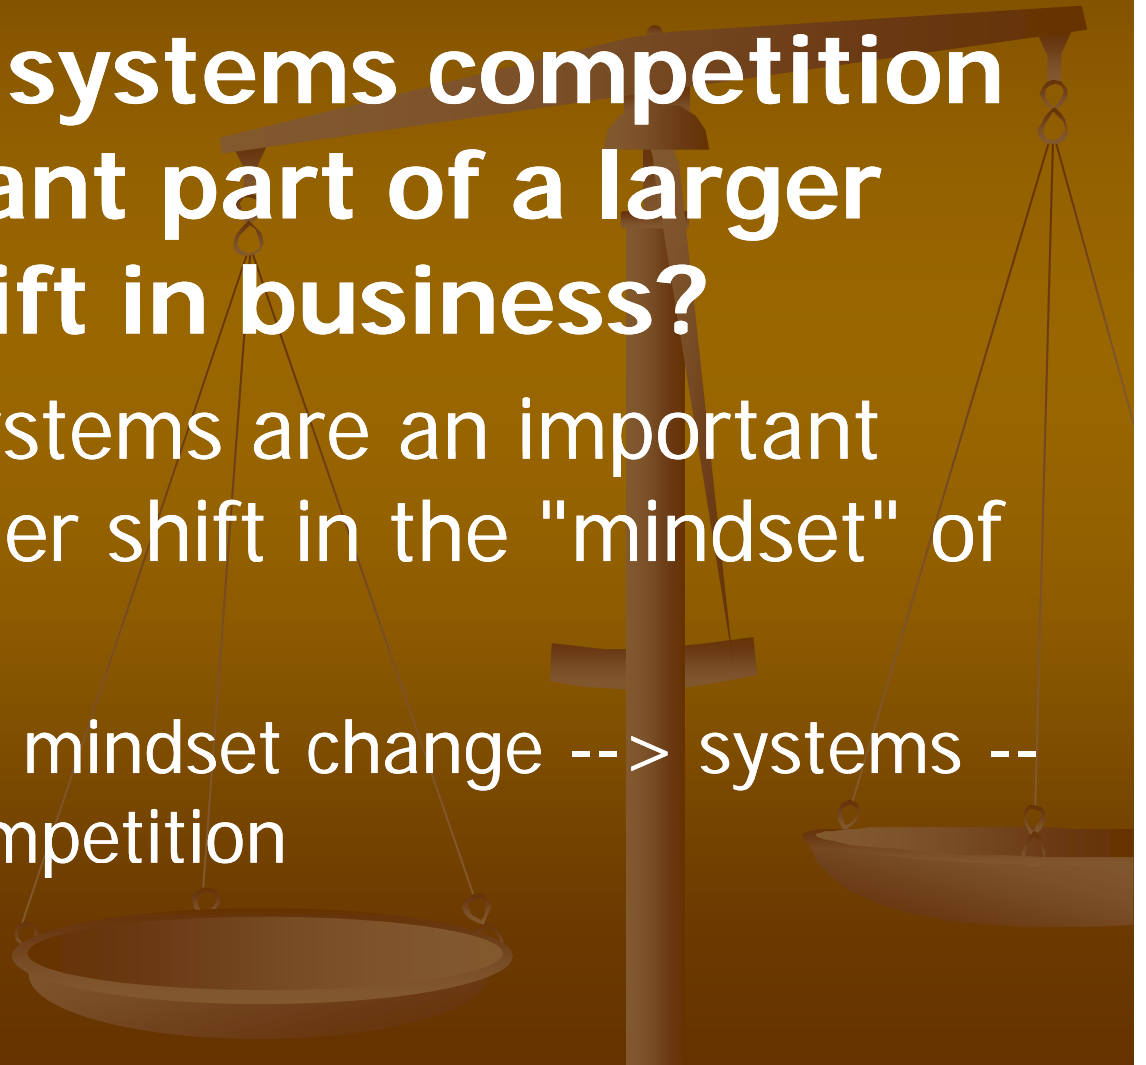 systems competition
ant part of a larger
ift in business?
ystems are an important
er shift in the "mindset" of
mindset change --> systems --
mpetition